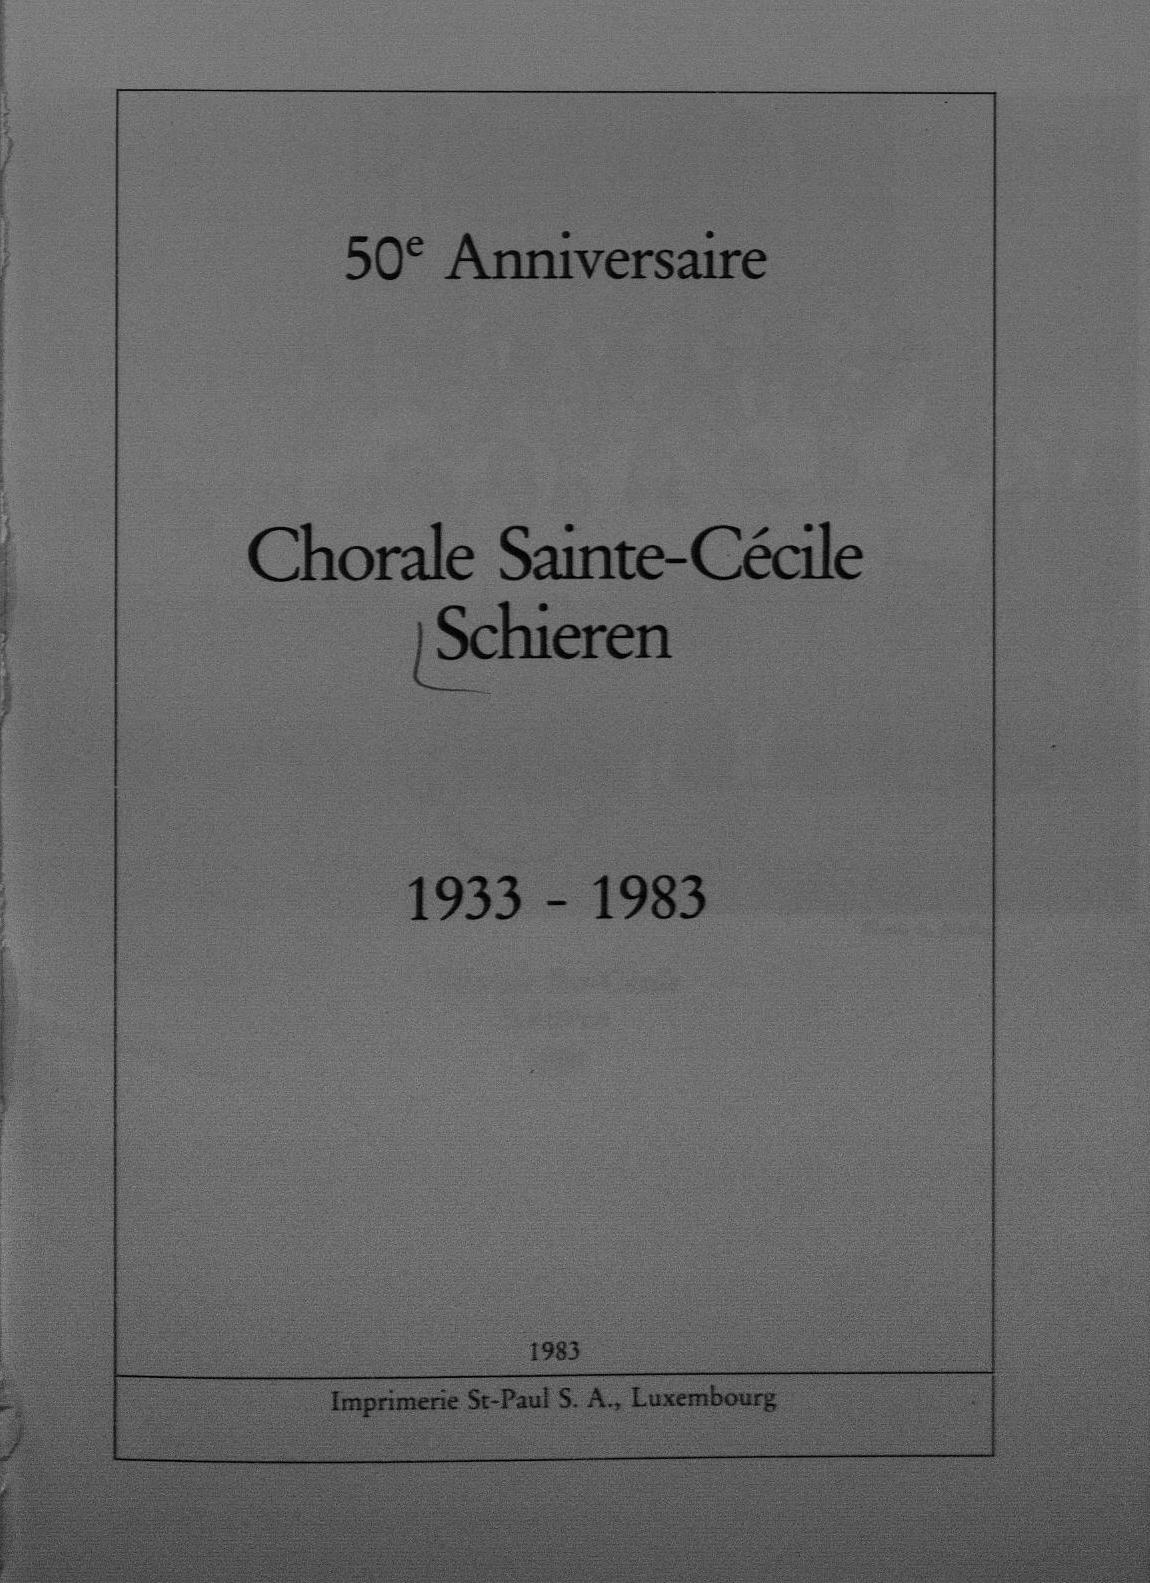 50e Anniversaire
Chorale Sainte-Cécile
Schieren
1933 - 1983
1983
Imprimerie St-Paul S. A., Luxembourg